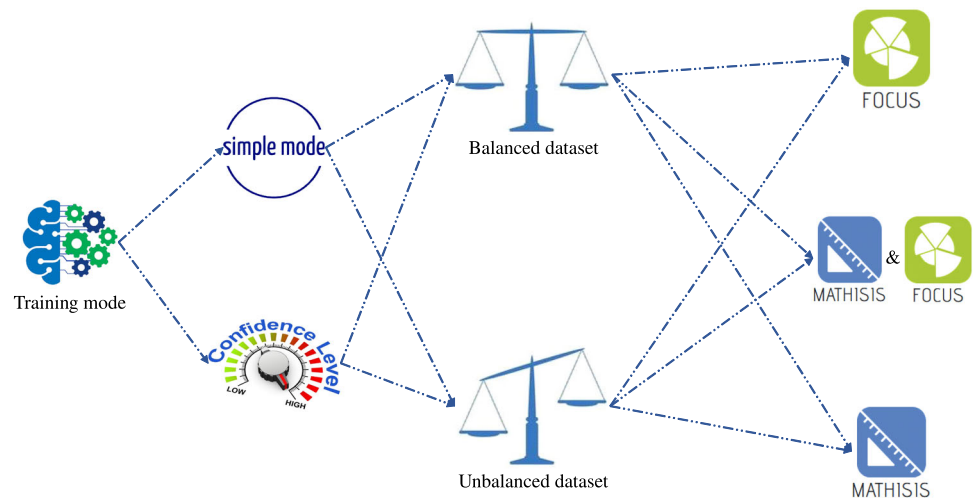 FOCUS
simple mode
Balanced dataset
Training mode
MATHISIS
&
FOCUS
Confidence Level
LOW
HIGH
Unbalanced dataset
MATHISIS